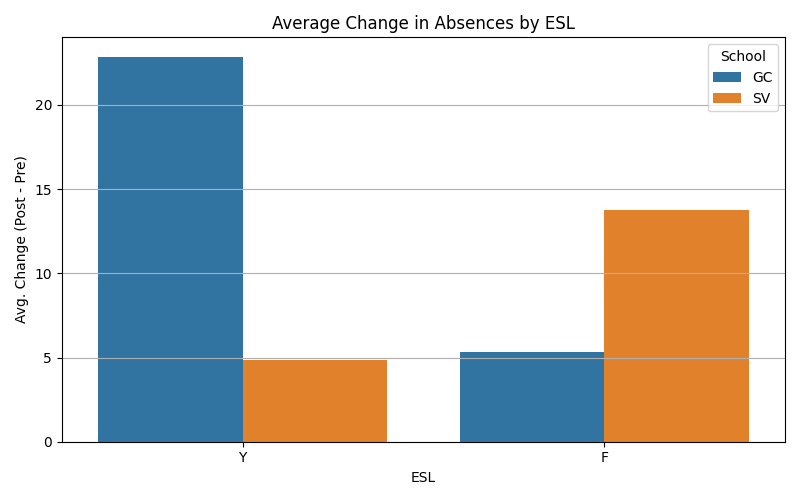 Average Change in Absences by ESL
School
GC
SV
20
15
10
5
0
Avg. Change (Post - Pre)
Y
F
ESL